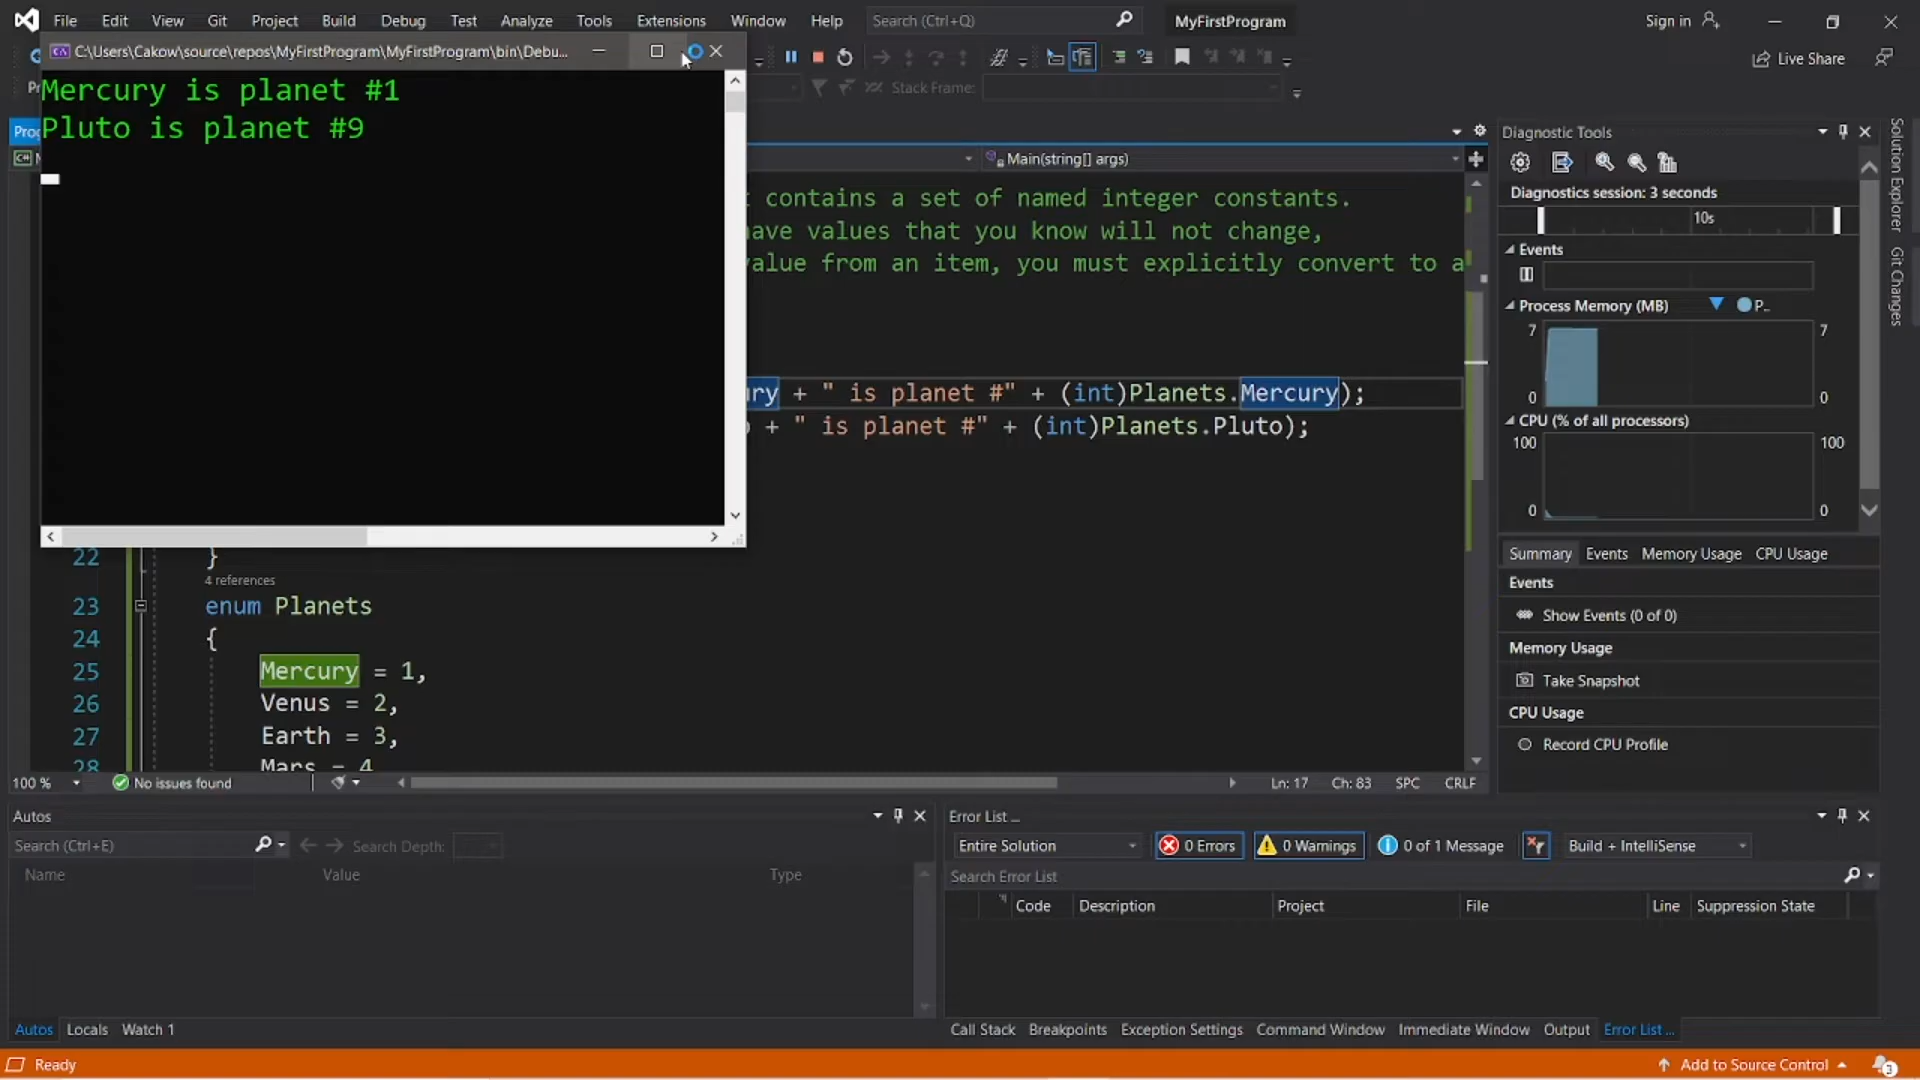 File Edit View Git Project Build Debug Test Analyze Tools Extensions Window Help Search (Ctrl+Q) MyFirstProgram Sign in
C:\Users\Cakow\source\repos\MyFirstProgram\MyFirstProgram\bin\Debu...
Live Share
Stack Frame:
Mercury is planet #1
Pluto is planet #9
Main(string[] args)
contains a set of named integer constants.
have values that you know will not change,
value from an item, you must explicitly convert to a
ry + " is planet #" + (int)Planets.Mercury);
o + " is planet #" + (int)Planets.Pluto);
22 }
4 references
23 enum Planets
24 {
25 Mercury = 1,
26 Venus = 2,
27 Earth = 3,
28 Mars = 4
100 % No issues found Ln: 17 Ch: 83 SPC CRLF
Diagnostic Tools
Diagnostics session: 3 seconds
10s
Events
Process Memory (MB) P...
7 7
0 0
CPU (% of all processors)
100 100
0 0
Summary Events Memory Usage CPU Usage
Events
Show Events (0 of 0)
Memory Usage
Take Snapshot
CPU Usage
Record CPU Profile
Solution Explorer
Git Changes
Autos
Search (Ctrl+E) Search Depth:
Name Value Type
Autos Locals Watch 1
Error List ...
Entire Solution 0 Errors 0 Warnings 0 of 1 Message Build + IntelliSense
Search Error List
Code Description Project File Line Suppression State
Call Stack Breakpoints Exception Settings Command Window Immediate Window Output Error List ...
Ready Add to Source Control 3